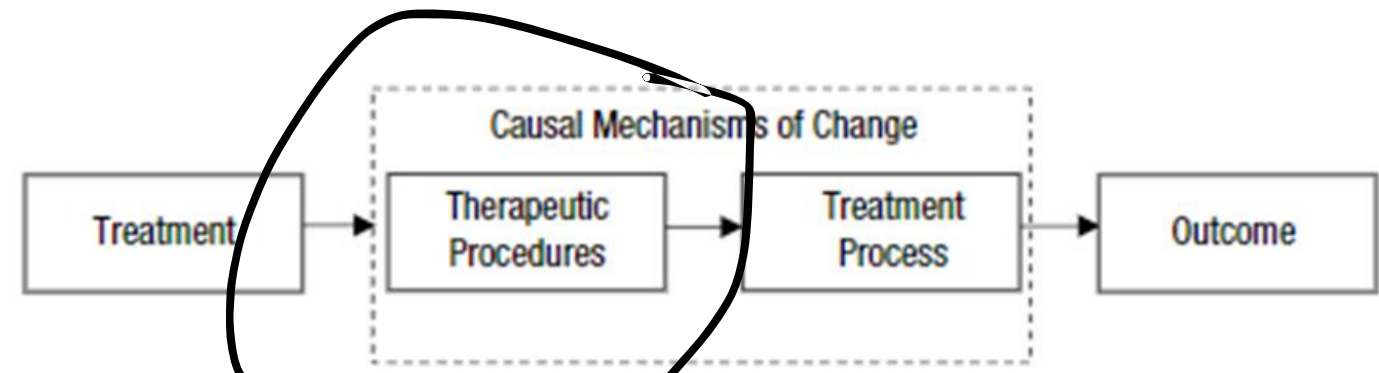 Causal Mechanisms of Change
Treatment
Therapeutic
Procedures
Treatment
Process
Outcome